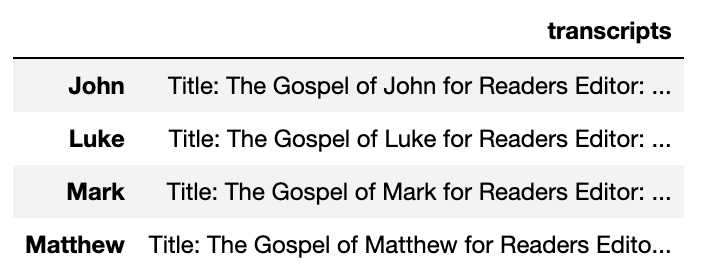 transcripts
John Title: The Gospel of John for Readers Editor: ...
Luke Title: The Gospel of Luke for Readers Editor: ...
Mark Title: The Gospel of Mark for Readers Editor: ...
Matthew Title: The Gospel of Matthew for Readers Edito...